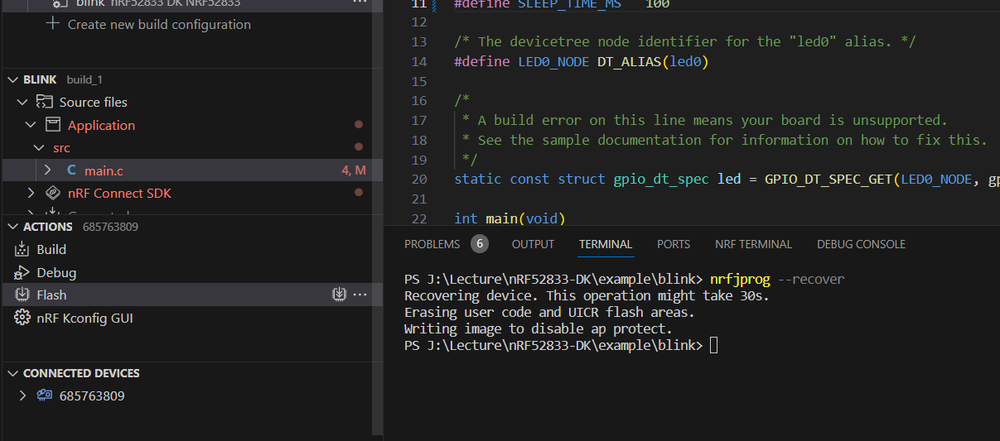 blink nRF52833 DK NRF52833
Create new build configuration
BLINK build_1
Source files
Application
src
C main.c 4, M
nRF Connect SDK
ACTIONS 685763809
Build
Debug
Flash
nRF Kconfig GUI
CONNECTED DEVICES
685763809
11 #define SLEEP_TIME_MS 100
12
13 /* The devicetree node identifier for the "led0" alias. */
14 #define LED0_NODE DT_ALIAS(led0)
15
16 /*
17 * A build error on this line means your board is unsupported.
18 * See the sample documentation for information on how to fix this.
19 */
20 static const struct gpio_dt_spec led = GPIO_DT_SPEC_GET(LED0_NODE, gp
21
22 int main(void)
PROBLEMS 6 OUTPUT TERMINAL PORTS NRF TERMINAL DEBUG CONSOLE
PS J:\Lecture\nRF52833-DK\example\blink> nrfjprog --recover
Recovering device. This operation might take 30s.
Erasing user code and UICR flash areas.
Writing image to disable ap protect.
PS J:\Lecture\nRF52833-DK\example\blink>